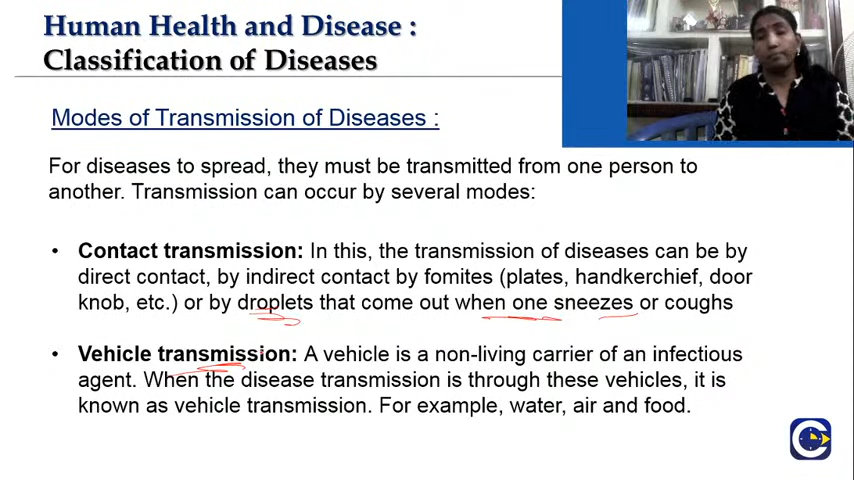 Human Health and Disease :
Classification of Diseases
Modes of Transmission of Diseases :
For diseases to spread, they must be transmitted from one person to
another. Transmission can occur by several modes:
• Contact transmission: In this, the transmission of diseases can be by
direct contact, by indirect contact by fomites (plates, handkerchief, door
knob, etc.) or by droplets that come out when one sneezes or coughs
• Vehicle transmission: A vehicle is a non-living carrier of an infectious
agent. When the disease transmission is through these vehicles, it is
known as vehicle transmission. For example, water, air and food.